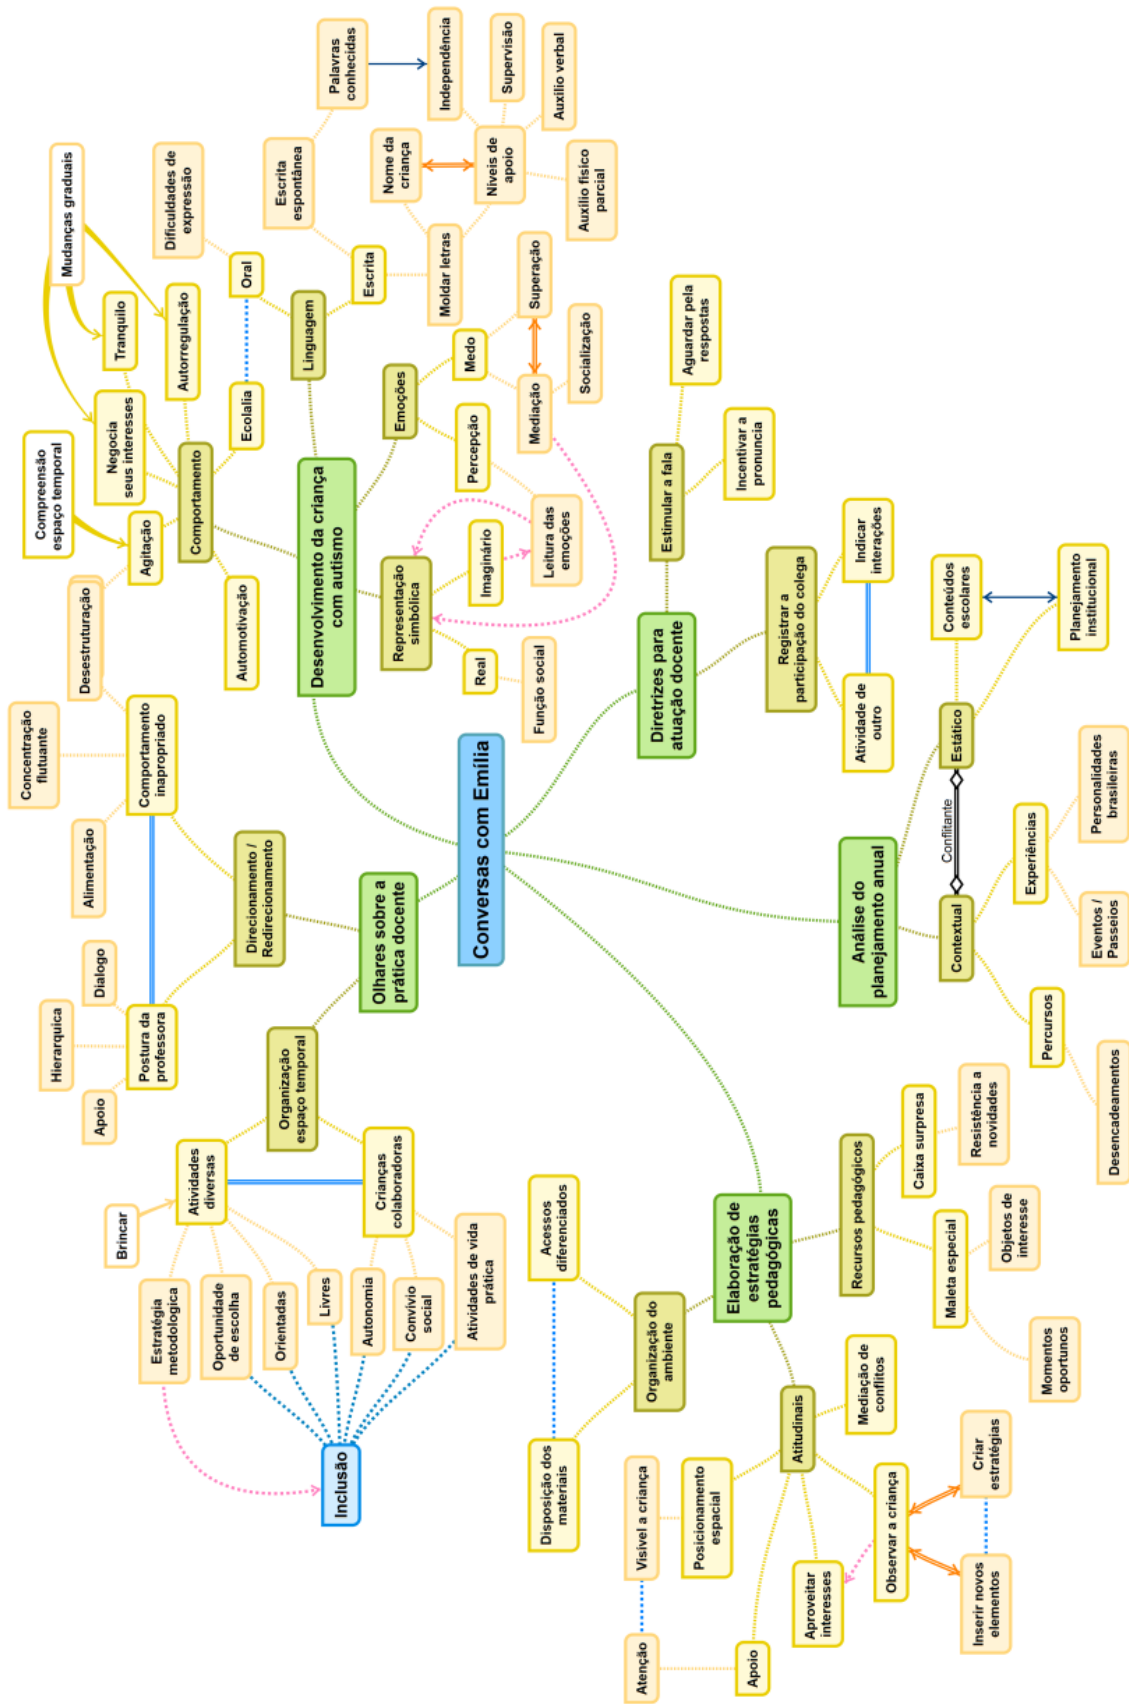 Conversas com Emília
Olhares sobre a
prática docente
Organização
espaço temporal
Atividades
diversas
Brincar
Estratégia
metodologica
Oportunidade
de escolha
Orientadas
Livres
Crianças
colaboradoras
Autonomia
Convívio
social
Atividades de vida
prática
Inclusão
Direcionamento /
Redirecionamento
Postura da
professora
Apoio
Hierarquica
Dialogo
Comportamento
inapropriado
Alimentação
Concentração
flutuante
Desestruturação
Desenvolvimento da criança
com autismo
Comportamento
Automotivação
Agitação
Compreensão
espaço temporal
Negocia
seus interesses
Tranquilo
Autorregulação
Mudanças graduais
Ecolalia
Linguagem
Oral
Dificuldades de
expressão
Escrita
Escrita
espontânea
Palavras
conhecidas
Moldar letras
Nome da
criança
Níveis de
apoio
Independência
Supervisão
Auxilio verbal
Auxilio fisico
parcial
Emoções
Medo
Superação
Mediação
Socialização
Percepção
Leitura das
emoções
Representação
simbólica
Imaginário
Real
Função social
Diretrizes para
atuação docente
Estimular a fala
Aguardar pela
respostas
Incentivar a
pronuncia
Registrar a
participação do colega
Indicar
interações
Atividade de
outro
Análise do
planejamento anual
Estático
Conteúdos
escolares
Planejamento
institucional
Conflitante
Contextual
Experiências
Personalidades
brasileiras
Eventos /
Passeios
Percursos
Desencadeamentos
Elaboração de
estratégias
pedagógicas
Recursos pedagógicos
Caixa surpresa
Resistência a
novidades
Maleta especial
Objetos de
interesse
Momentos
oportunos
Organização do
ambiente
Acessos
diferenciados
Disposição dos
materiais
Atitudinais
Mediação de
conflitos
Posicionamento
espacial
Visível a criança
Atenção
Apoio
Aproveitar
interesses
Observar a criança
Criar
estratégias
Inserir novos
elementos